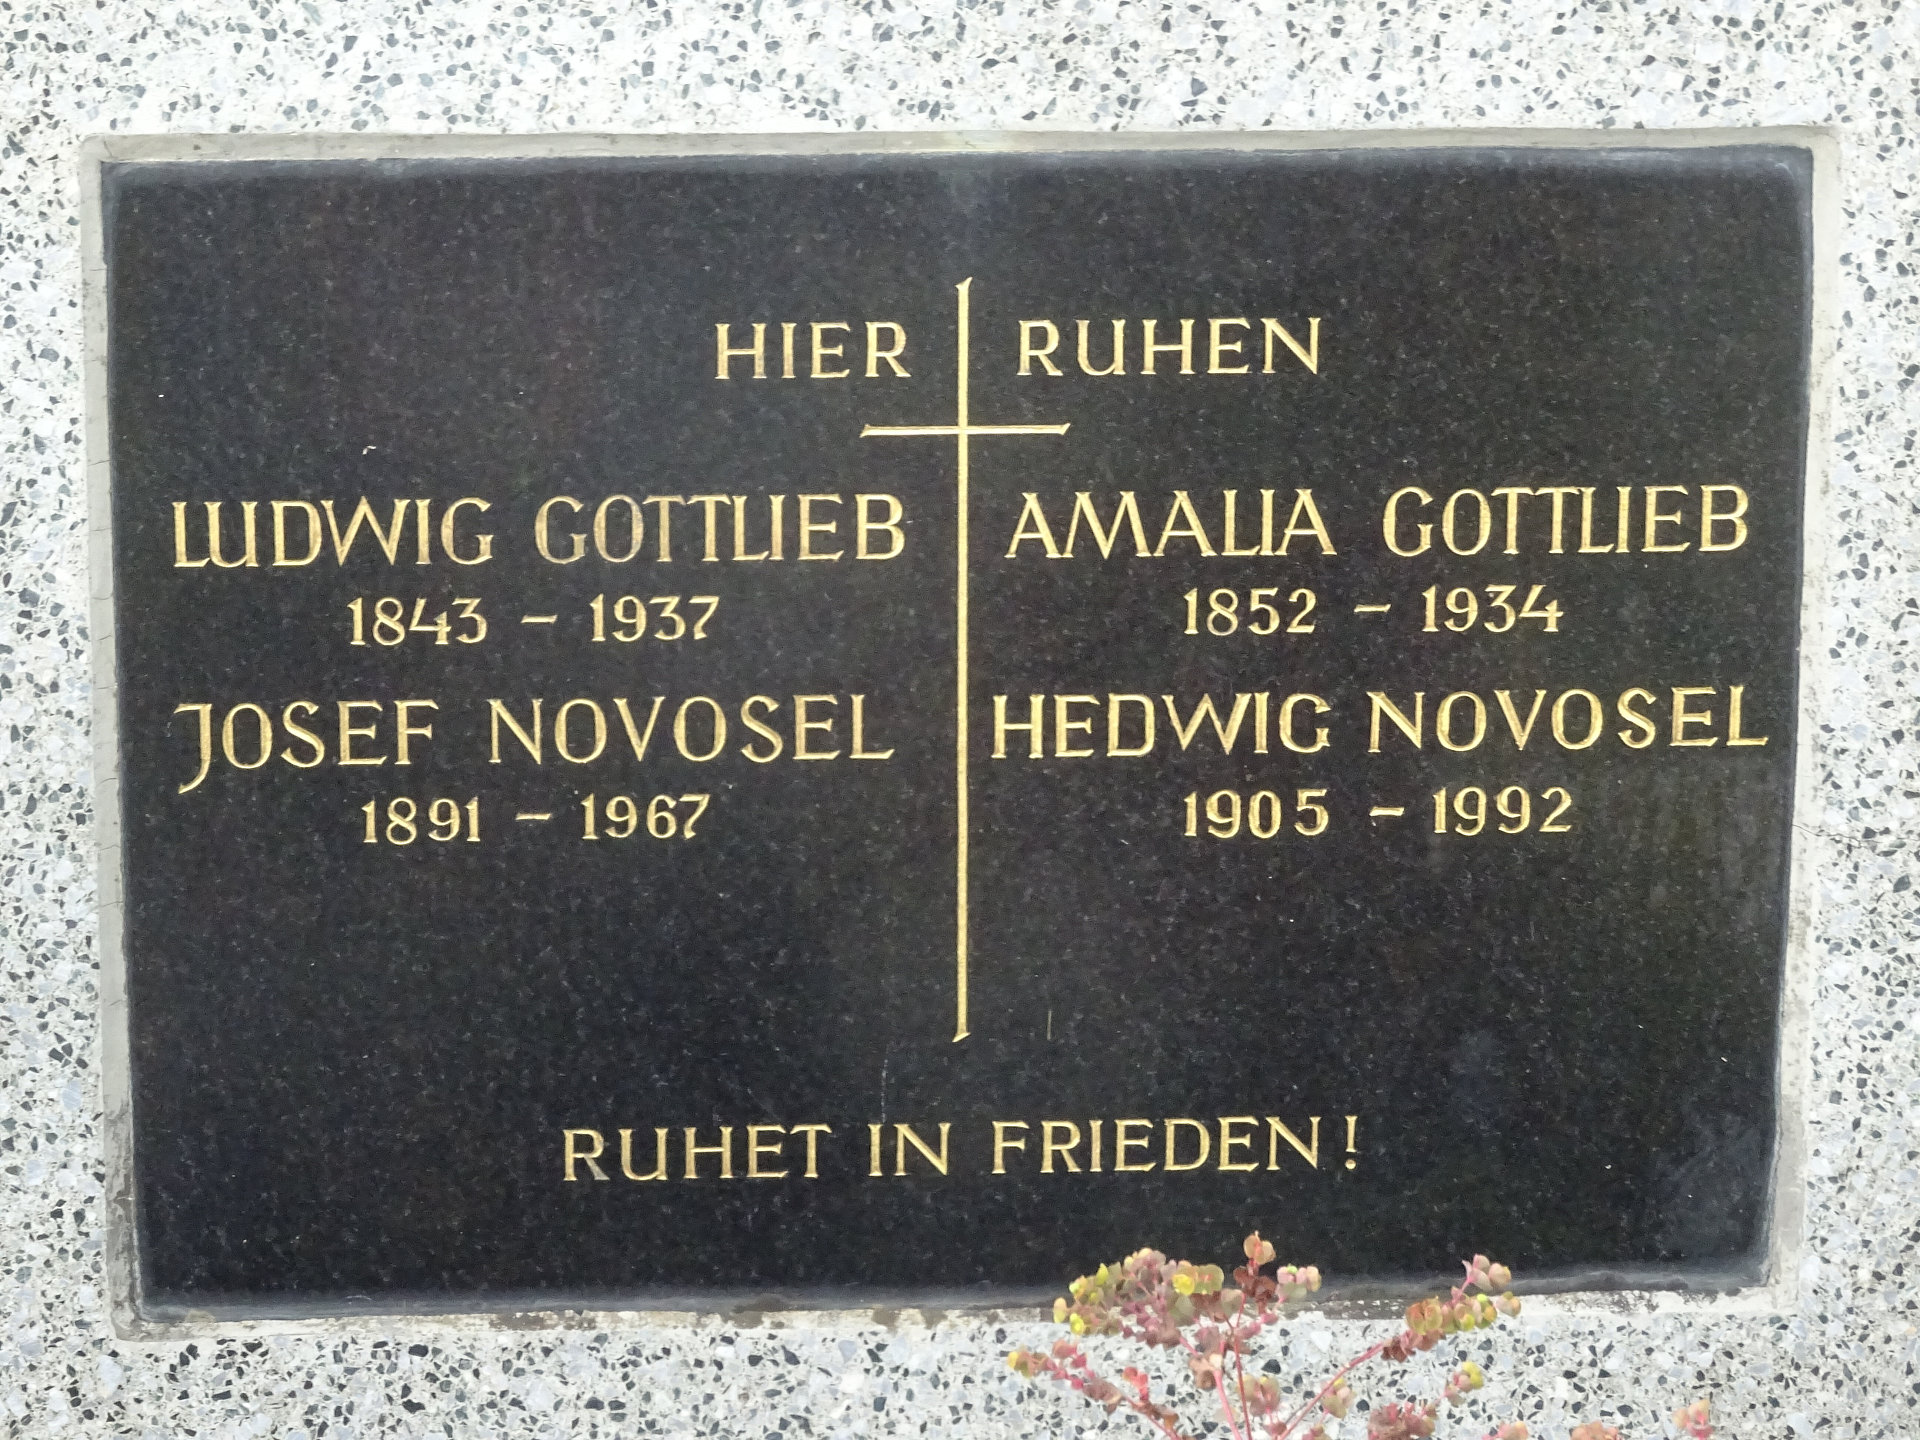 HIER RUHEN
LUDWIG GOTTLIEB
1843 – 1937
AMALIA GOTTLIEB
1852 – 1934
JOSEF NOVOSEL
1891 – 1967
HEDWIG NOVOSEL
1905 – 1992
RUHET IN FRIEDEN!